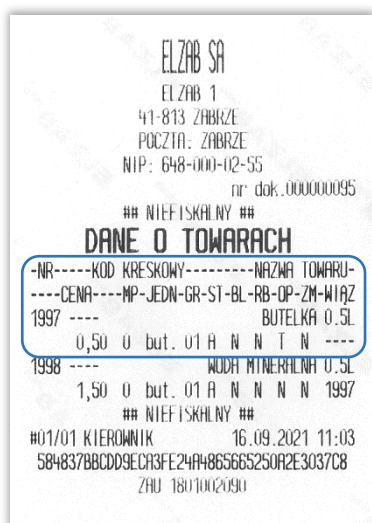 ELZAB SA
ELZAB 1
41-813 ZABRZE
POCZTA: ZABRZE
NIP: 648-000-02-55
nr dok.000000095
## NIEFISKALNY ##
DANE O TOWARACH
-NR-----KOD KRESKOWY---------NAZWA TOWARU-
----CENA----MP-JEDN-GR-ST-BL-RB-OP-ZM-WIĄZ
1997 ---- BUTELKA 0.5L
0,50 0 but. 01 A N N T N ----
1998 ---- WODA MINERALNA 0.5L
1,50 0 but. 01 A N N N N 1997
## NIEFISKALNY ##
#01/01 KIEROWNIK 16.09.2021 11:03
584837BBCDD9ECA3FE24A4865665250A2E3037C8
ZAU 1801002090